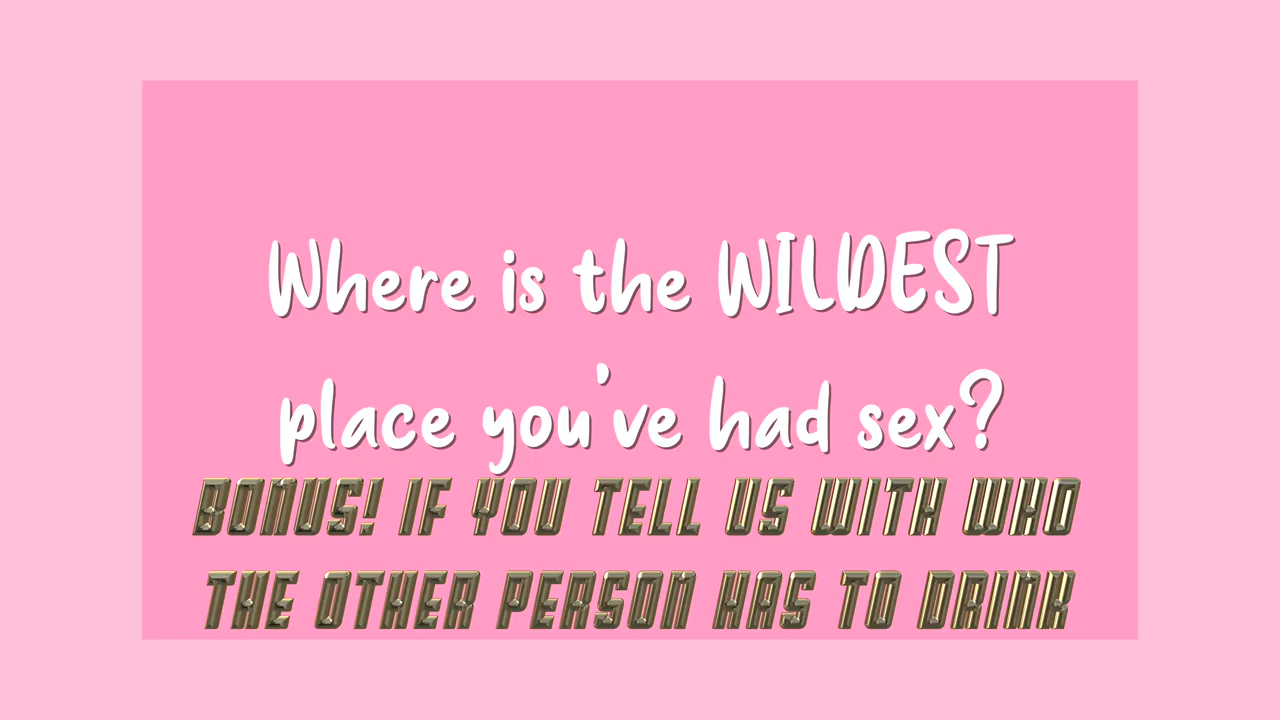 Where is the WILDEST
place you've had sex?
BONUS! IF YOU TELL US WITH WHO
THE OTHER PERSON HAS TO DRINK